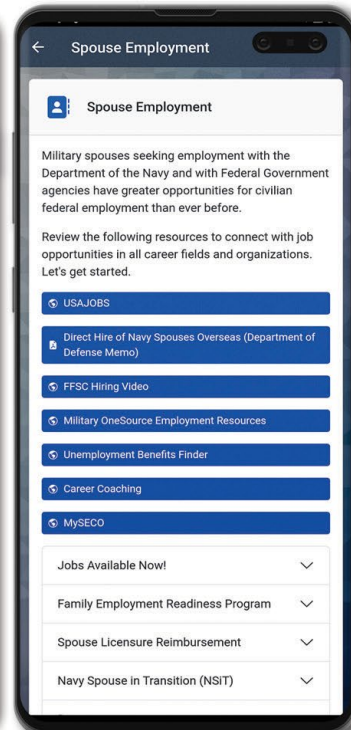 Spouse Employment
Spouse Employment
Military spouses seeking employment with the
Department of the Navy and with Federal Government
agencies have greater opportunities for civilian
federal employment than ever before.
Review the following resources to connect with job
opportunities in all career fields and organizations.
Let's get started.
USAJOBS
Direct Hire of Navy Spouses Overseas (Department of
Defense Memo)
FFSC Hiring Video
Military OneSource Employment Resources
Unemployment Benefits Finder
Career Coaching
MySECO
Jobs Available Now!
Family Employment Readiness Program
Spouse Licensure Reimbursement
Navy Spouse in Transition (NSiT)